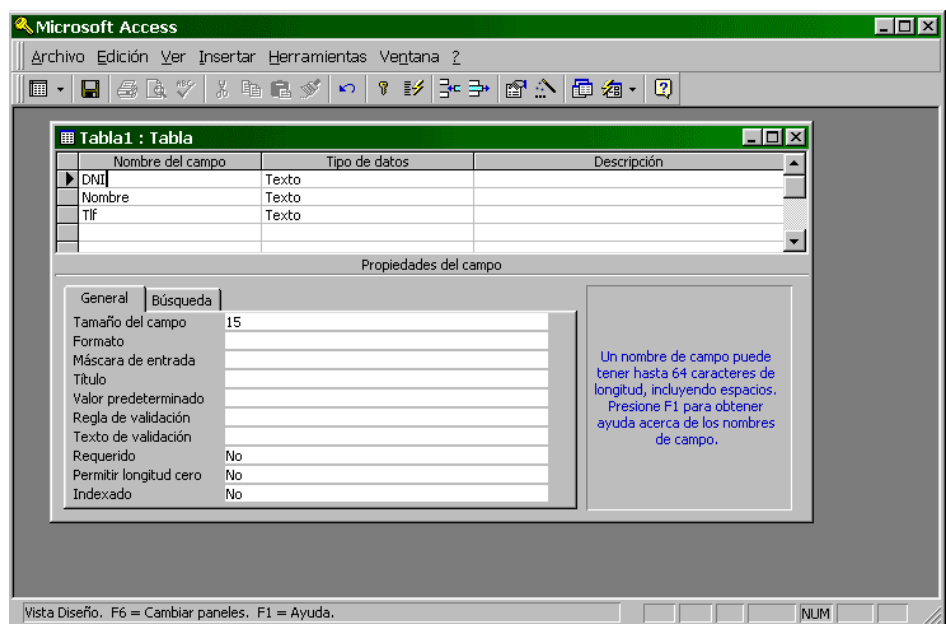 Microsoft Access
Archivo Edición Ver Insertar Herramientas Ventana ?
Tabla1 : Tabla
Nombre del campo Tipo de datos Descripción
DNI Texto
Nombre Texto
Tlf Texto
Propiedades del campo
General Búsqueda
Tamaño del campo 15
Formato
Máscara de entrada
Título
Valor predeterminado
Regla de validación
Texto de validación
Requerido No
Permitir longitud cero No
Indexado No
Un nombre de campo puede
tener hasta 64 caracteres de
longitud, incluyendo espacios.
Presione F1 para obtener
ayuda acerca de los nombres
de campo.
Vista Diseño. F6 = Cambiar paneles. F1 = Ayuda. NUM